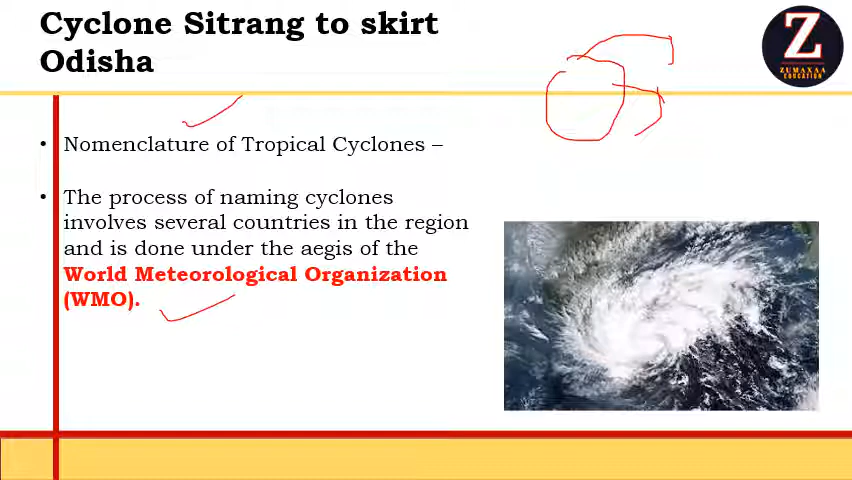 Cyclone Sitrang to skirt
Odisha
Z
ZUMAXAA
EDUCATION
• Nomenclature of Tropical Cyclones –
• The process of naming cyclones
involves several countries in the region
and is done under the aegis of the
World Meteorological Organization
(WMO).